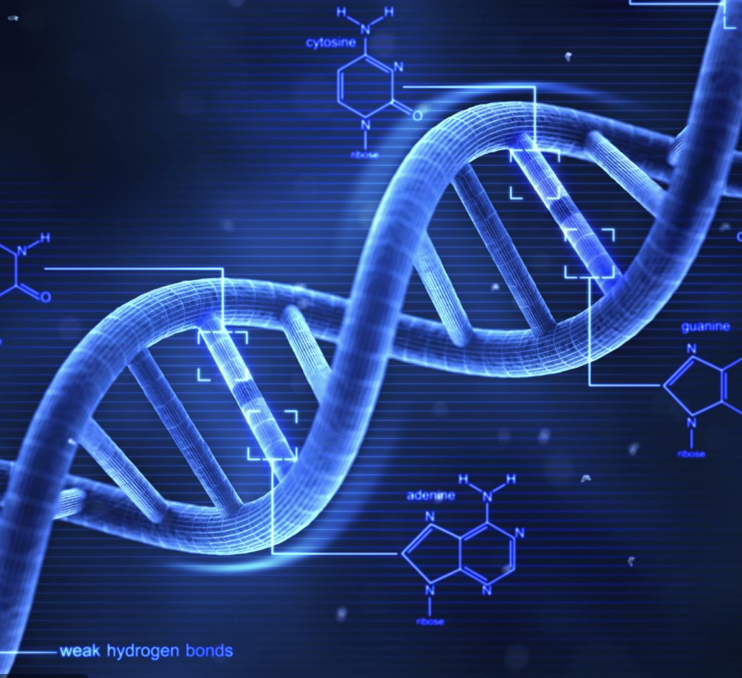 H H
N
cytosine
N
O
N
ribose
N H
O
guanine
N
N
ribose
H H
adenine N
N
N
N N
ribose
weak hydrogen bonds